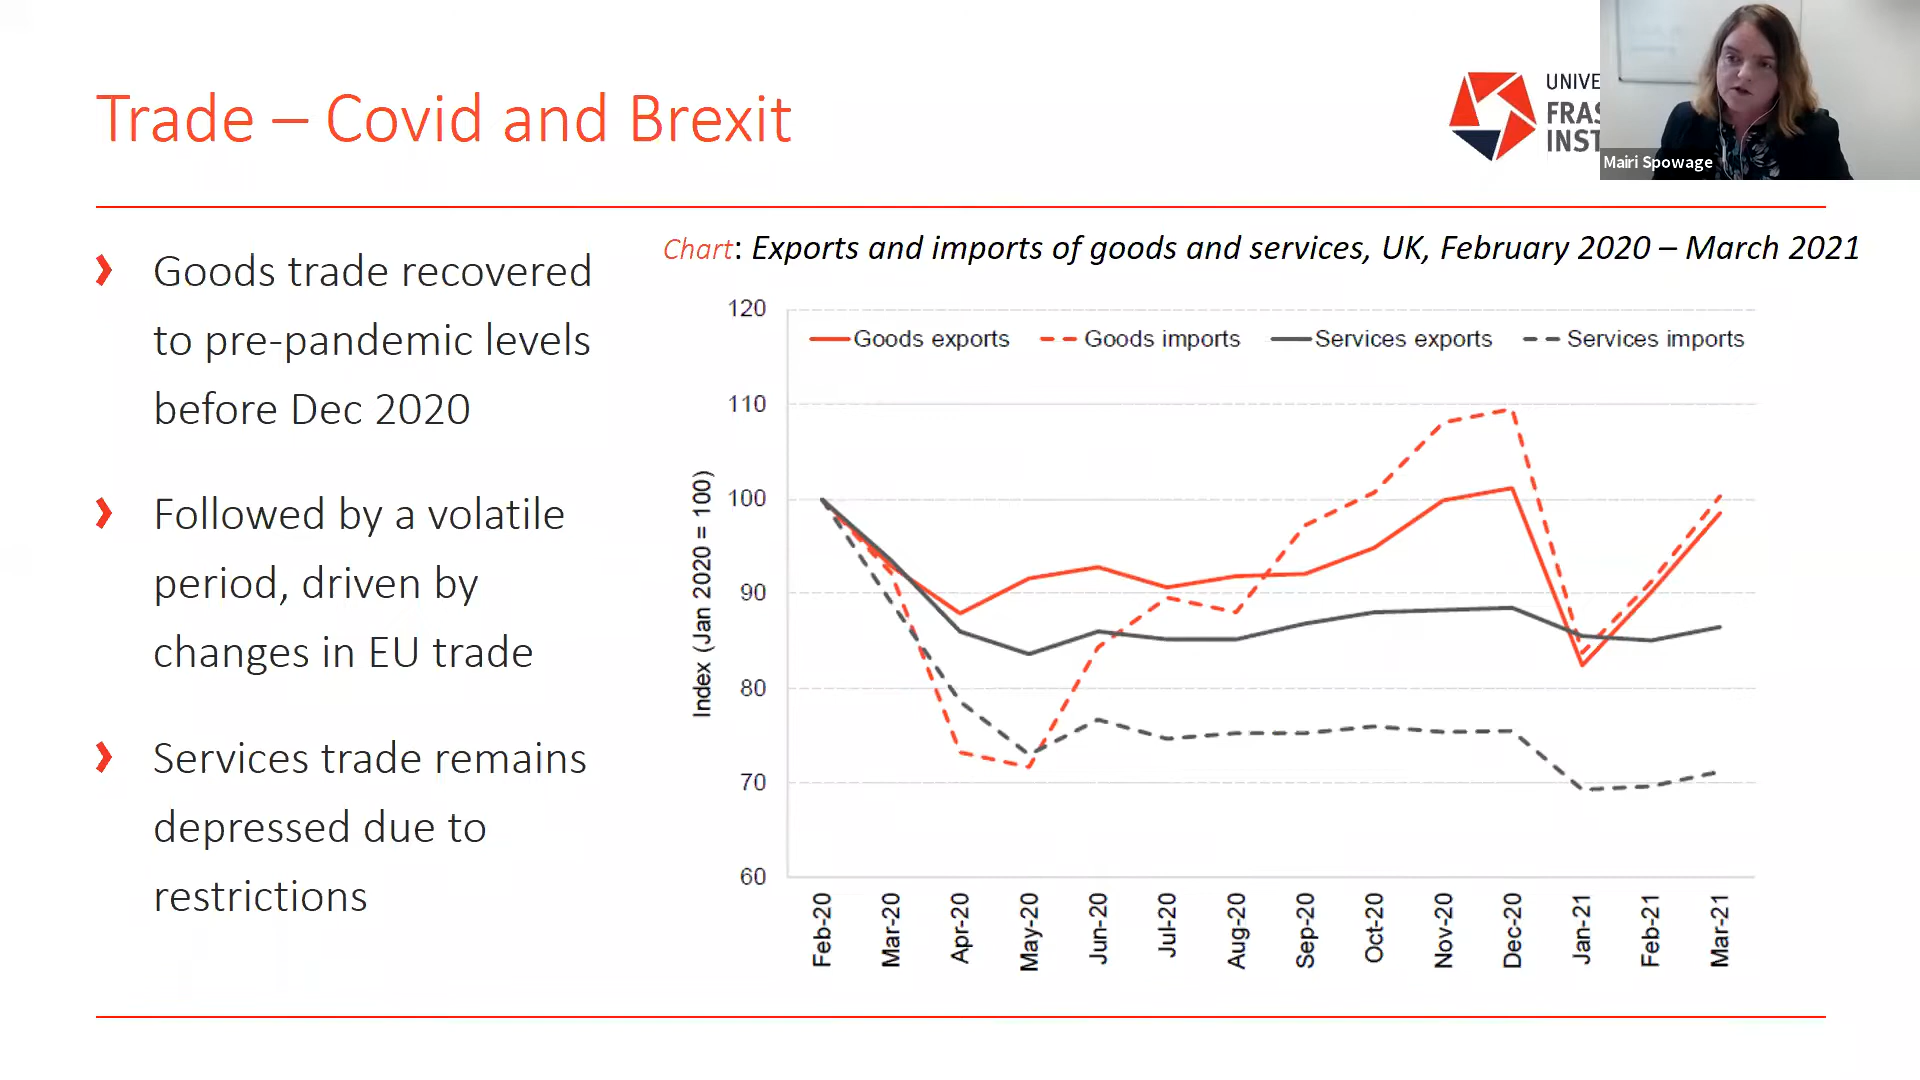 Trade – Covid and Brexit
UNIVE
FRAS
INST
Mairi Spowage
Goods trade recovered
to pre-pandemic levels
before Dec 2020
Followed by a volatile
period, driven by
changes in EU trade
Services trade remains
depressed due to
restrictions
Chart: Exports and imports of goods and services, UK, February 2020 – March 2021
Goods exports Goods imports Services exports Services imports
Index (Jan 2020 = 100)
120
110
100
90
80
70
60
Feb-20 Mar-20 Apr-20 May-20 Jun-20 Jul-20 Aug-20 Sep-20 Oct-20 Nov-20 Dec-20 Jan-21 Feb-21 Mar-21